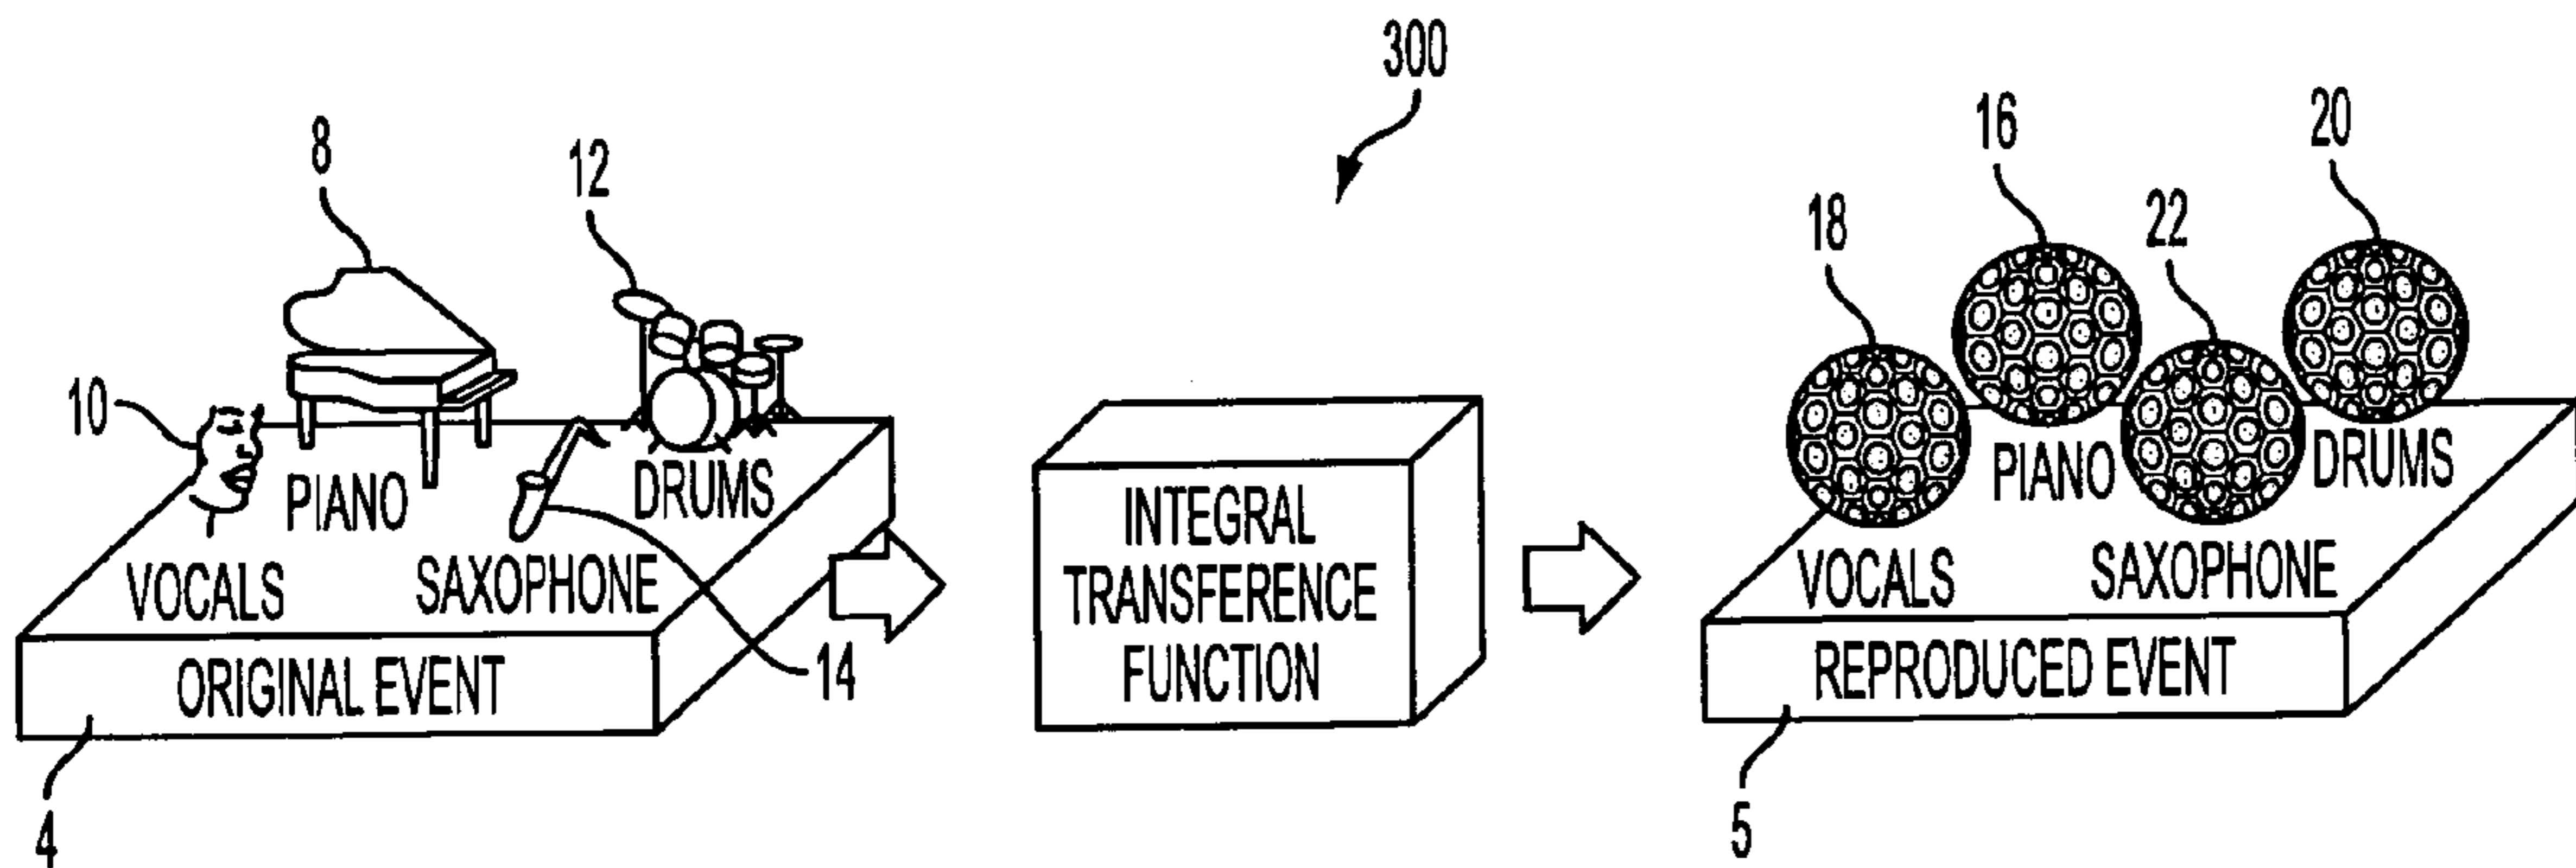 300
8
12
10
PIANO
DRUMS
VOCALS
SAXOPHONE
14
ORIGINAL EVENT
4
INTEGRAL
TRANSFERENCE
FUNCTION
16
20
18
22
PIANO
DRUMS
VOCALS
SAXOPHONE
REPRODUCED EVENT
5